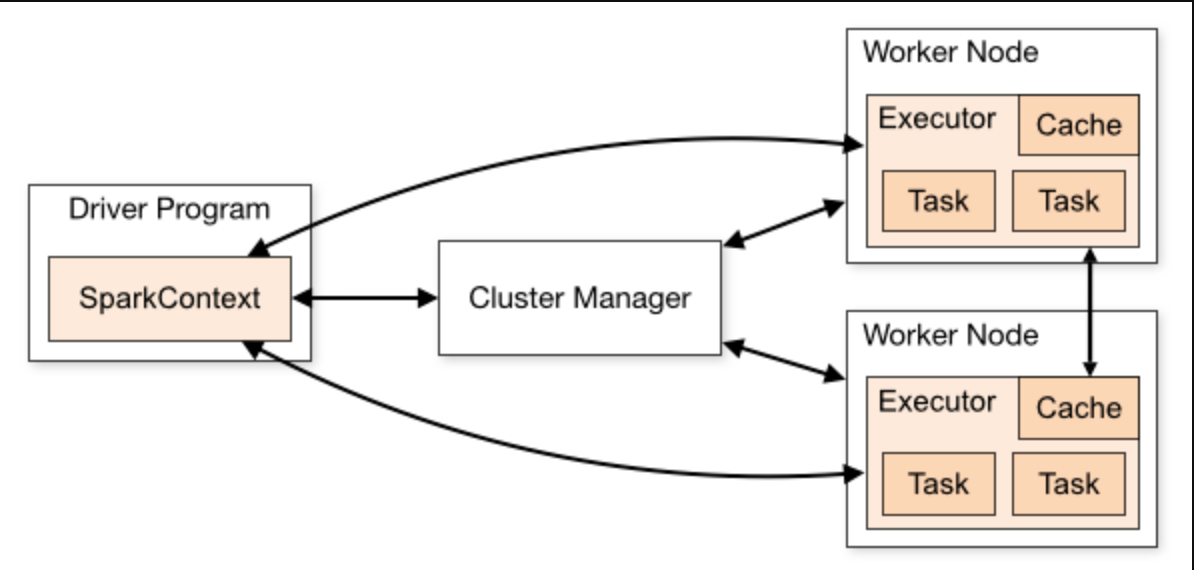 Driver Program
SparkContext
Cluster Manager
Worker Node
Executor
Cache
Task
Task
Worker Node
Executor
Cache
Task
Task